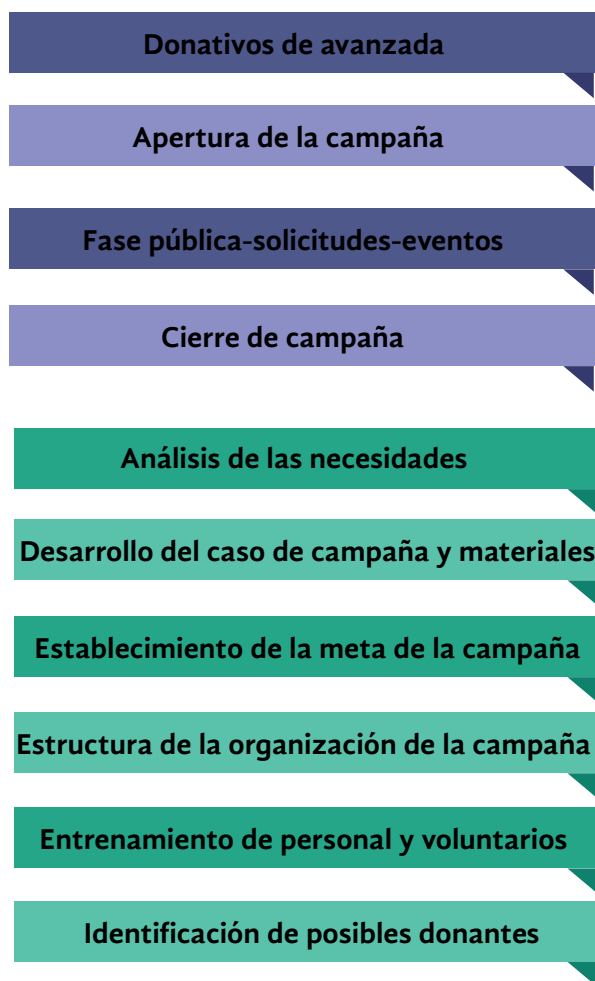 Donativos de avanzada
Apertura de la campaña
Fase pública-solicitudes-eventos
Cierre de campaña
Análisis de las necesidades
Desarrollo del caso de campaña y materiales
Establecimiento de la meta de la campaña
Estructura de la organización de la campaña
Entrenamiento de personal y voluntarios
Identificación de posibles donantes